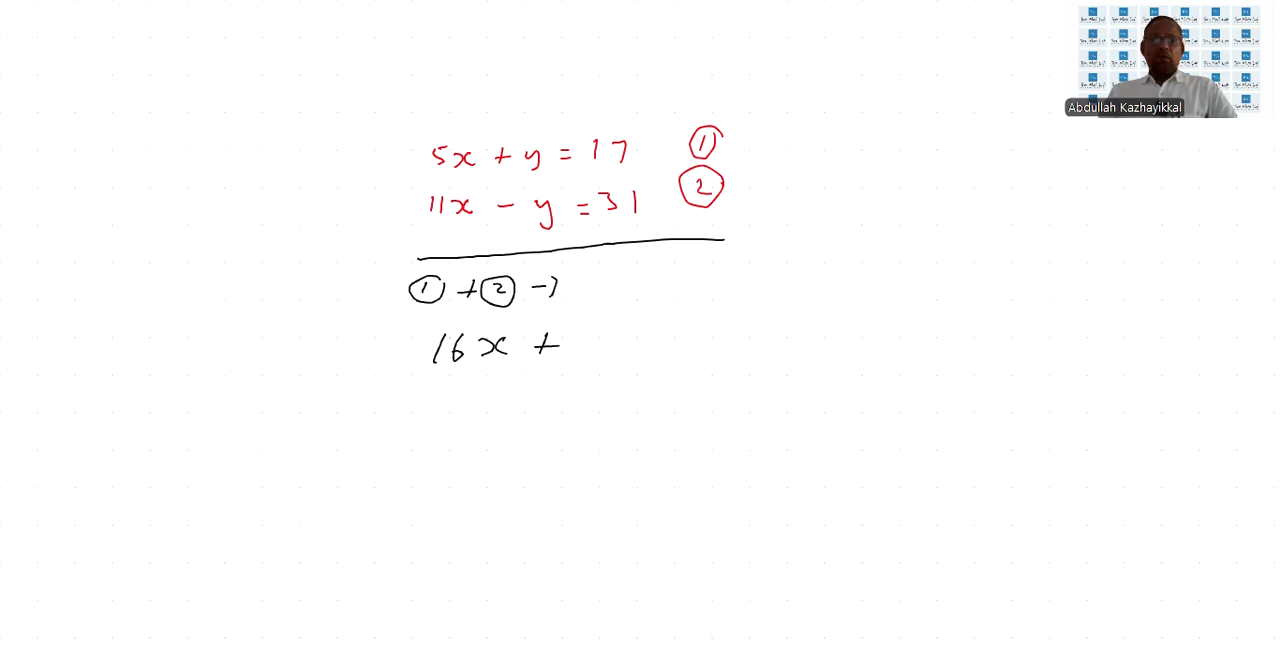 Abdullah Kazhayikkal
5x + y = 17 ①
11x - y = 31 ②
① + ② →
16x +